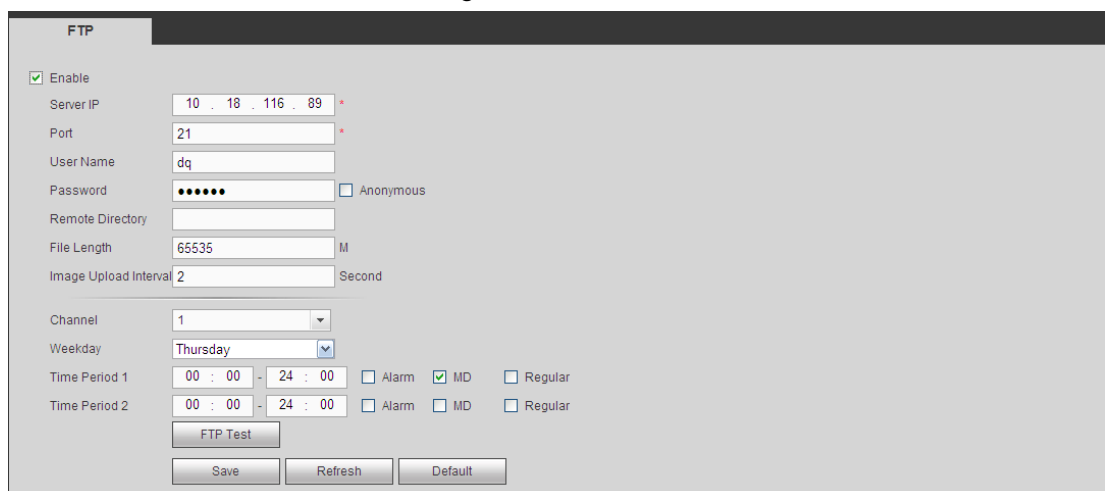 FTP
Enable
Server IP 10 . 18 . 116 . 89 *
Port 21 *
User Name dq
Password ●●●●●● Anonymous
Remote Directory
File Length 65535 M
Image Upload Interval 2 Second
Channel 1
Weekday Thursday
Time Period 1 00 : 00 - 24 : 00 Alarm MD Regular
Time Period 2 00 : 00 - 24 : 00 Alarm MD Regular
FTP Test
Save Refresh Default